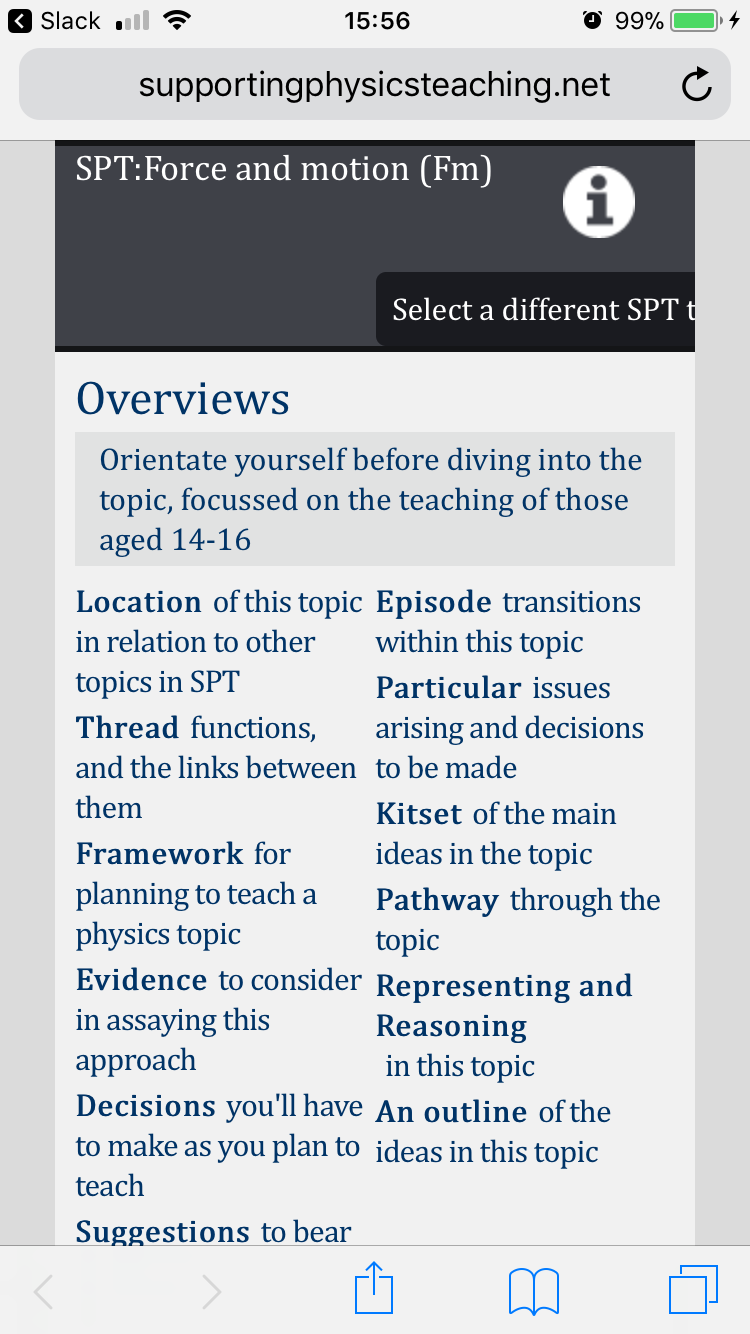 Slack 15:56 99%
supportingphysicsteaching.net
SPT:Force and motion (Fm)
Select a different SPT t
Overviews
Orientate yourself before diving into the
topic, focussed on the teaching of those
aged 14-16
Location of this topic
in relation to other
topics in SPT
Thread functions,
and the links between
them
Framework for
planning to teach a
physics topic
Evidence to consider
in assaying this
approach
Decisions you'll have
to make as you plan to
teach
Suggestions to bear
Episode transitions
within this topic
Particular issues
arising and decisions
to be made
Kitset of the main
ideas in the topic
Pathway through the
topic
Representing and
Reasoning
in this topic
An outline of the
ideas in this topic